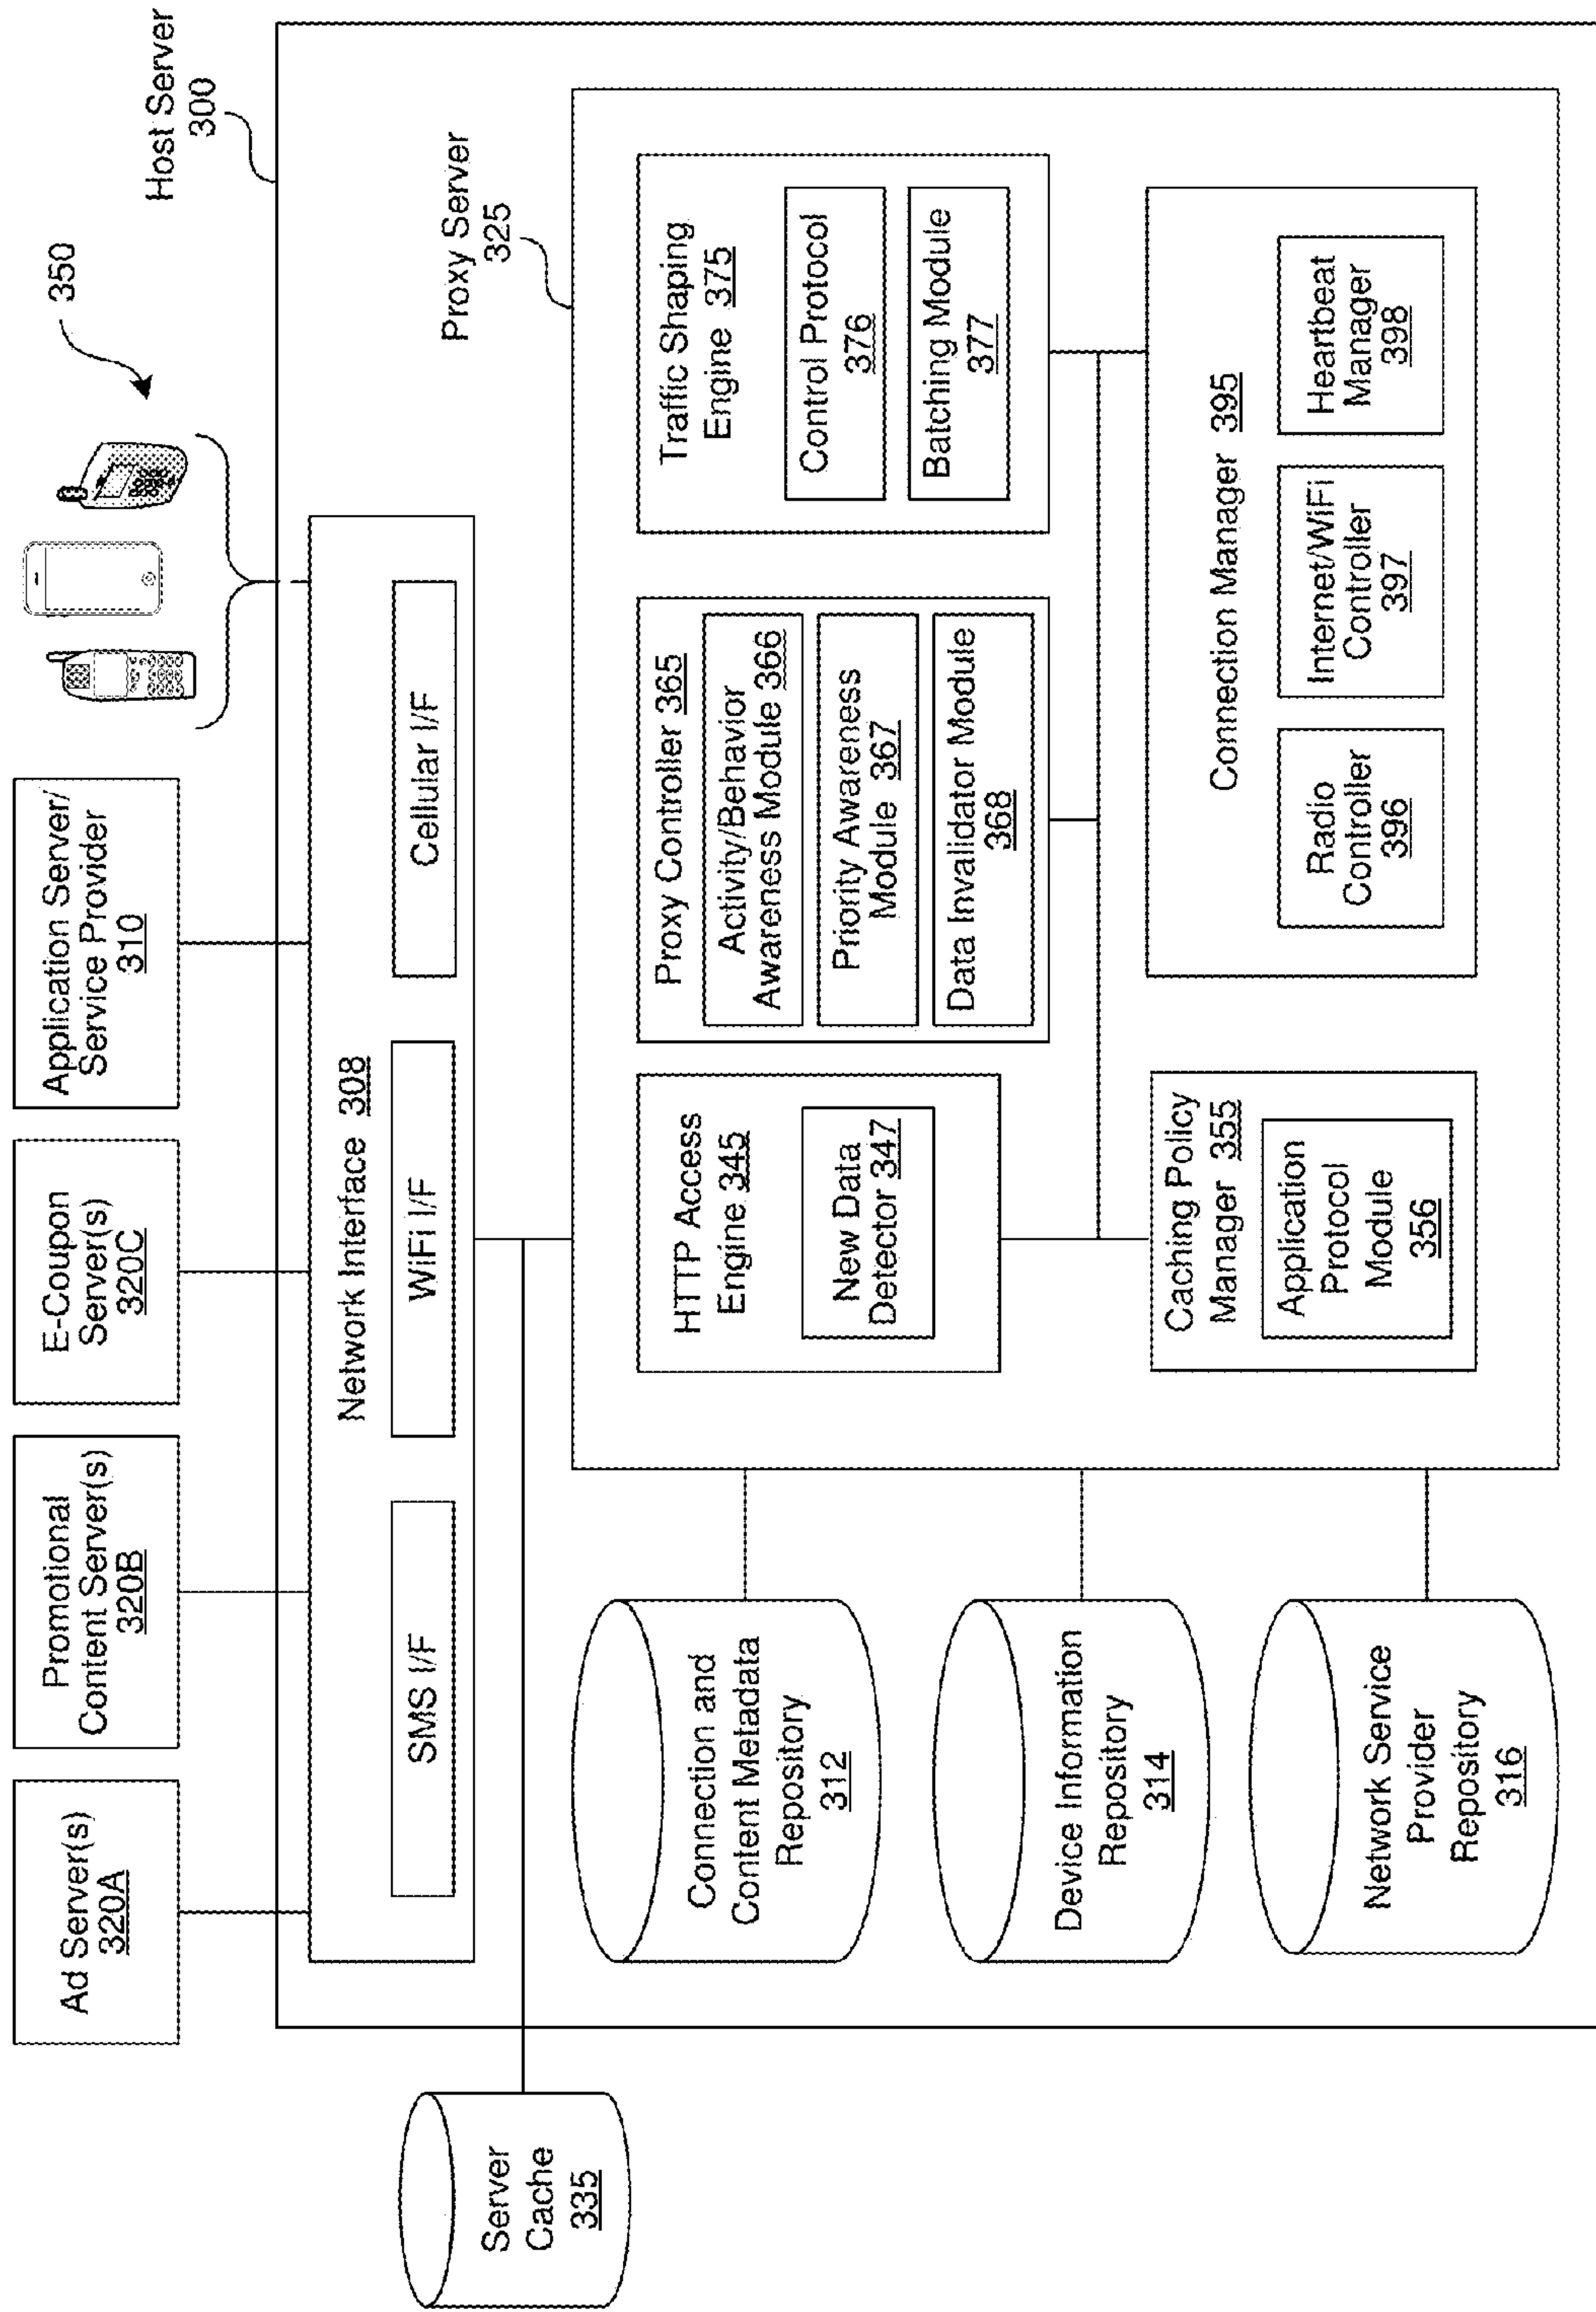 Ad Server(s)
320A
Promotional
Content Server(s)
320B
E-Coupon
Server(s)
320C
Application Server/
Service Provider
310
350
Host Server
300
Network Interface 308
SMS I/F
WiFi I/F
Cellular I/F
Server
Cache
335
Proxy Server
325
Connection and
Content Metadata
Repository
312
Device Information
Repository
314
Network Service
Provider
Repository
316
HTTP Access
Engine 345
New Data
Detector 347
Proxy Controller 365
Activity/Behavior
Awareness Module 366
Priority Awareness
Module 367
Data Invalidator Module
368
Traffic Shaping
Engine 375
Control Protocol
376
Batching Module
377
Caching Policy
Manager 355
Application
Protocol
Module
356
Connection Manager 395
Radio
Controller
396
Internet/WiFi
Controller
397
Heartbeat
Manager
398